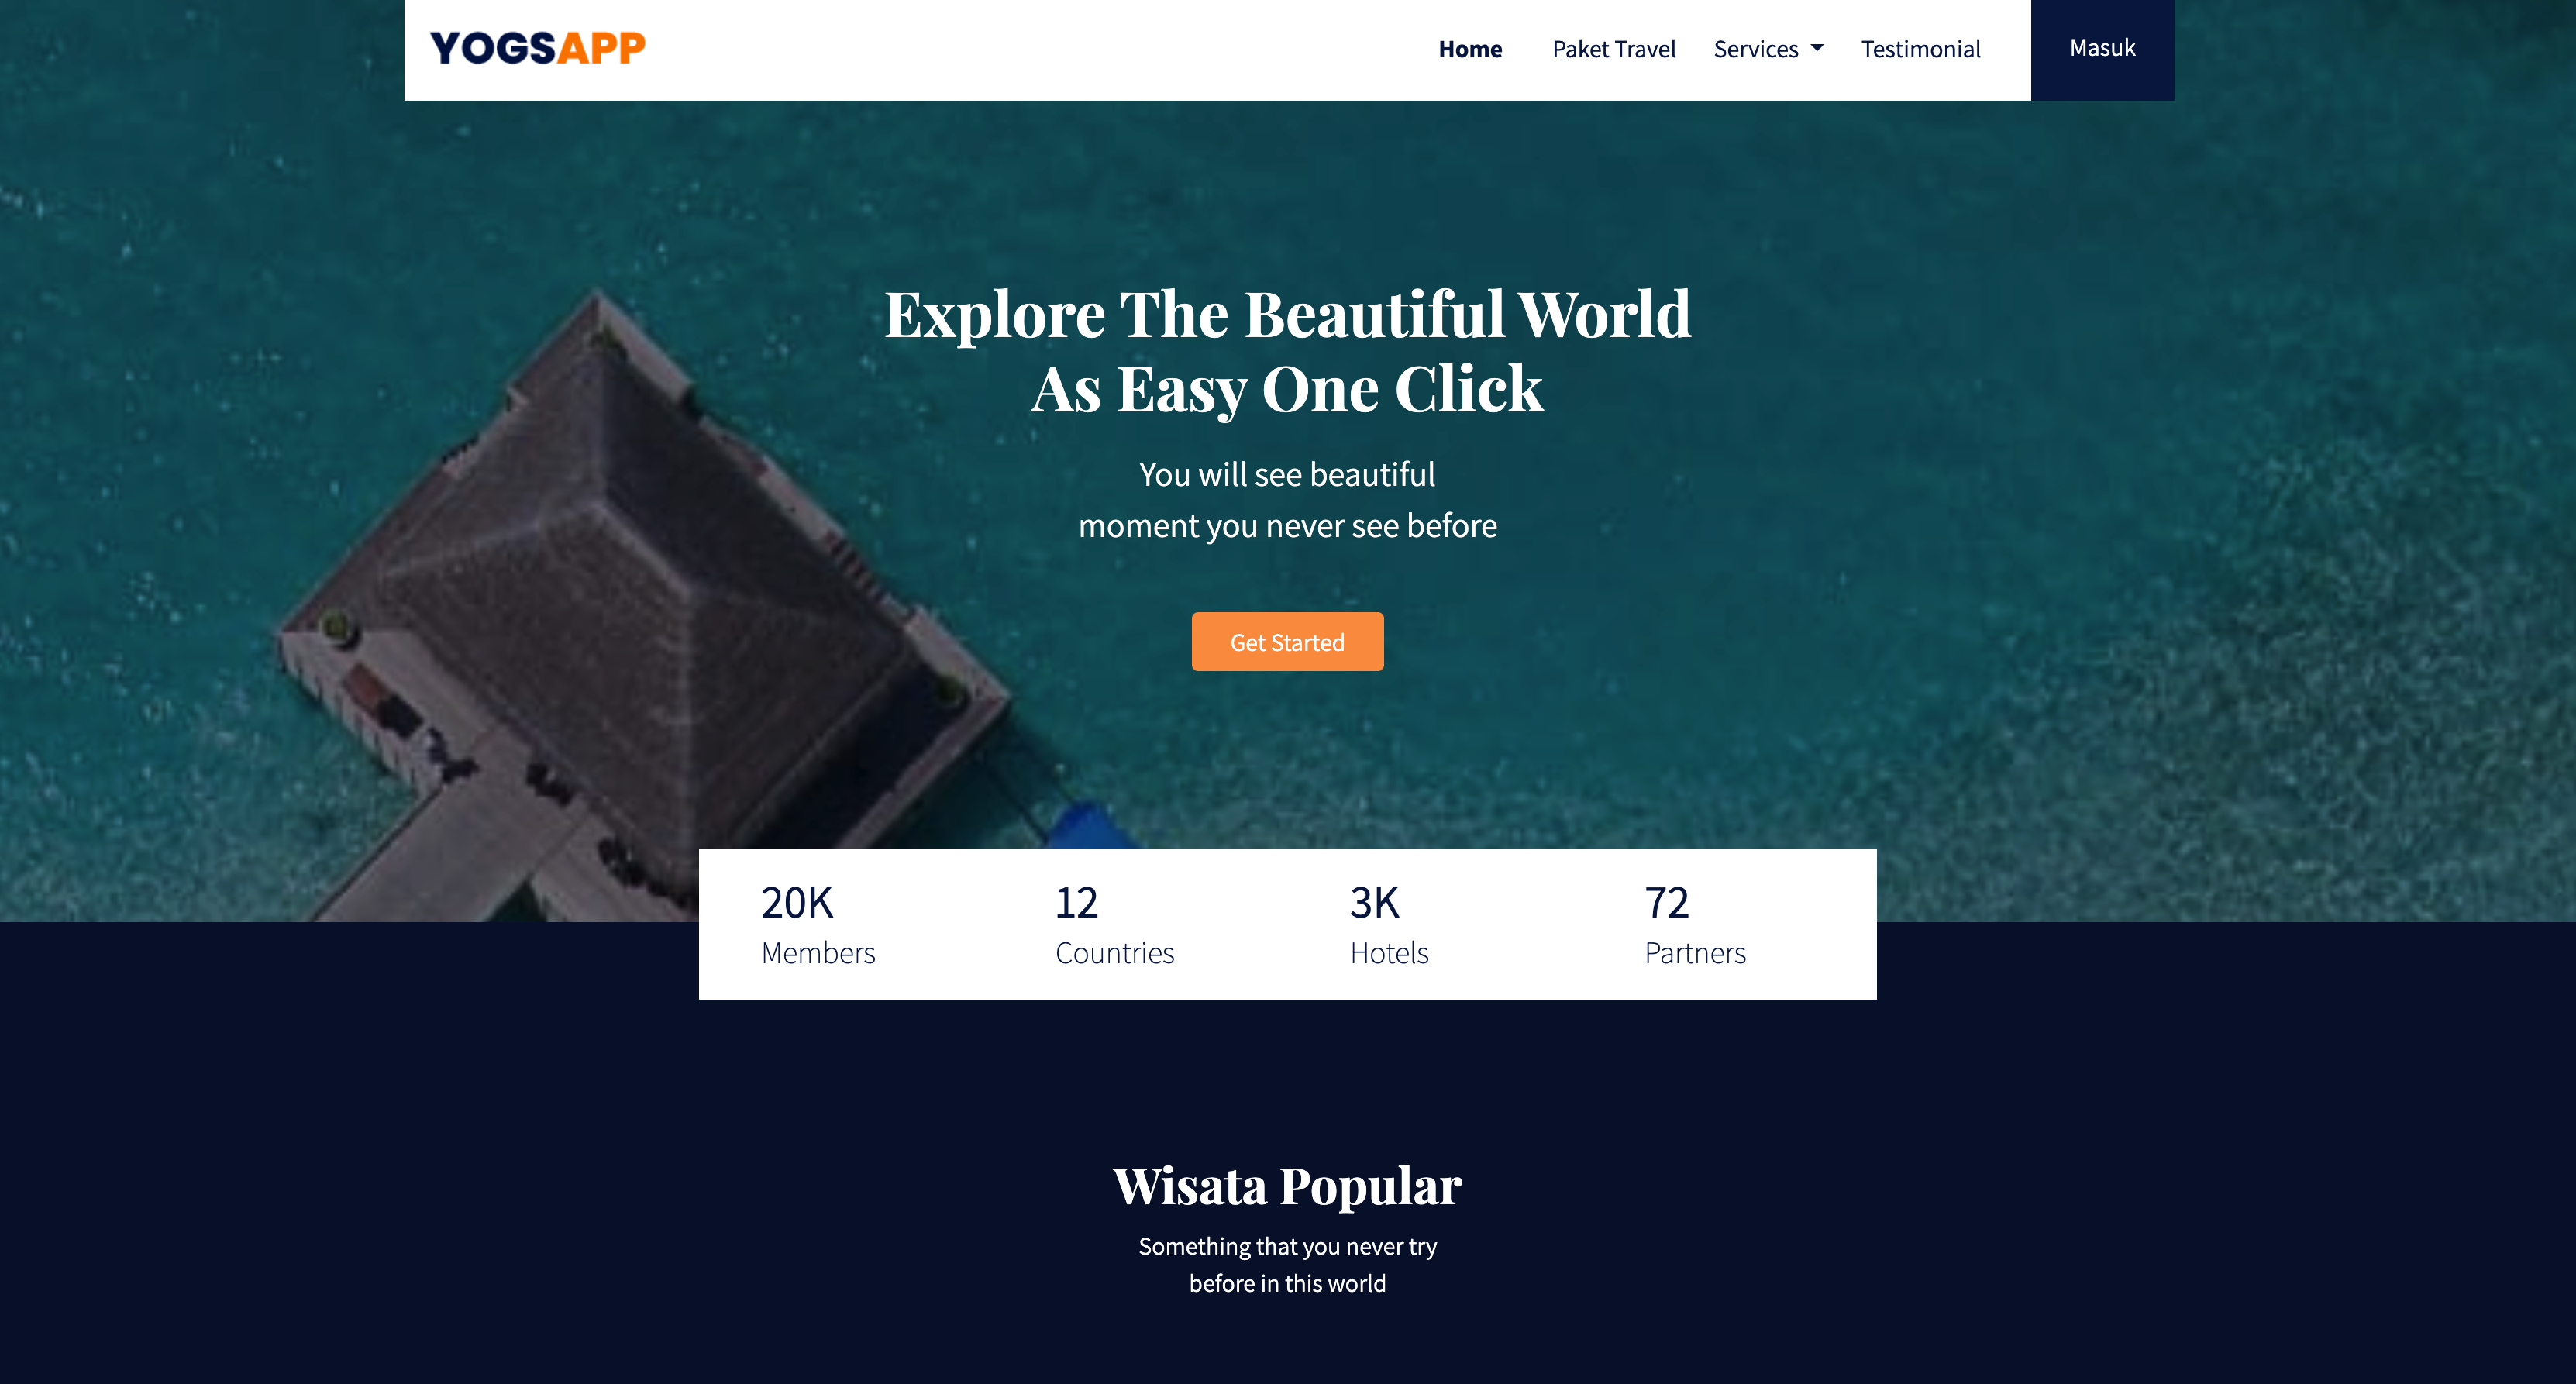 YOGSAPP
Home
Paket Travel
Services
Testimonial
Masuk
Explore The Beautiful World
As Easy One Click
You will see beautiful
moment you never see before
Get Started
20K
Members
12
Countries
3K
Hotels
72
Partners
Wisata Popular
Something that you never try
before in this world